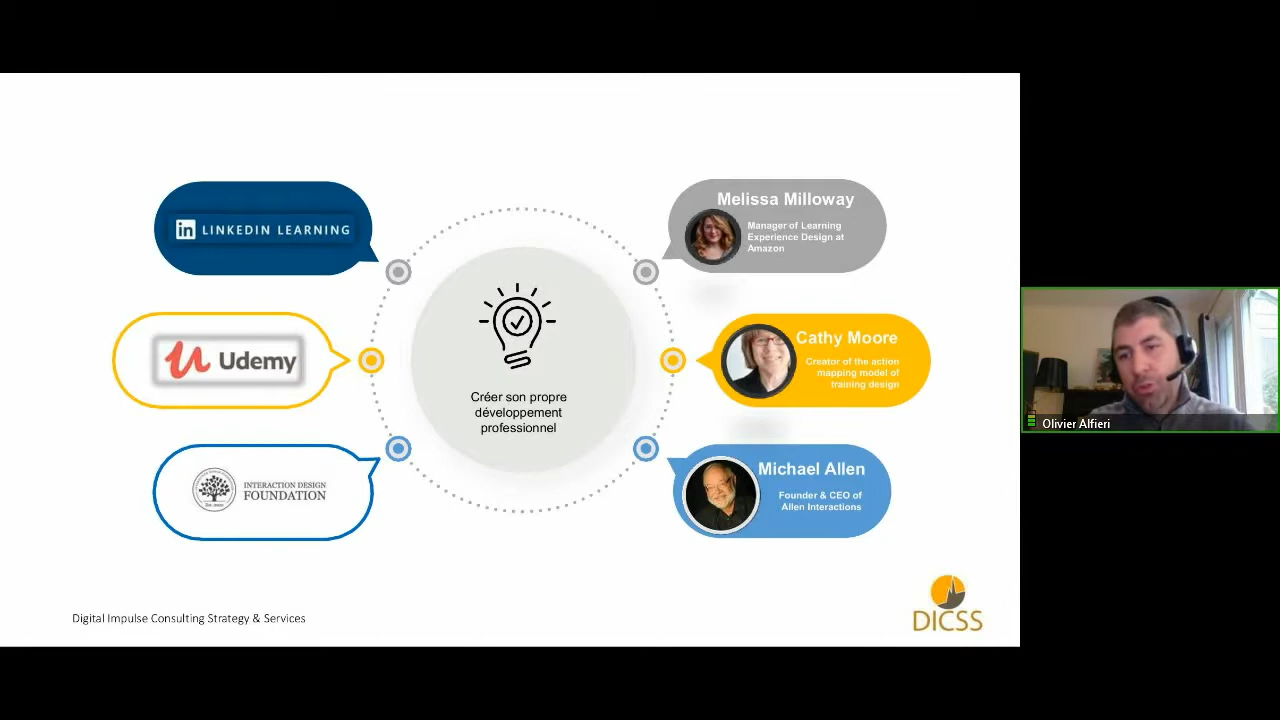 in LINKEDIN LEARNING
Udemy
INTERACTION DESIGN
FOUNDATION
Créer son propre
développement
professionnel
Melissa Milloway
Manager of Learning
Experience Design at
Amazon
Cathy Moore
Creator of the action
mapping model of
training design
Michael Allen
Founder & CEO of
Allen Interactions
Olivier Alfieri
Digital Impulse Consulting Strategy & Services
DICSS